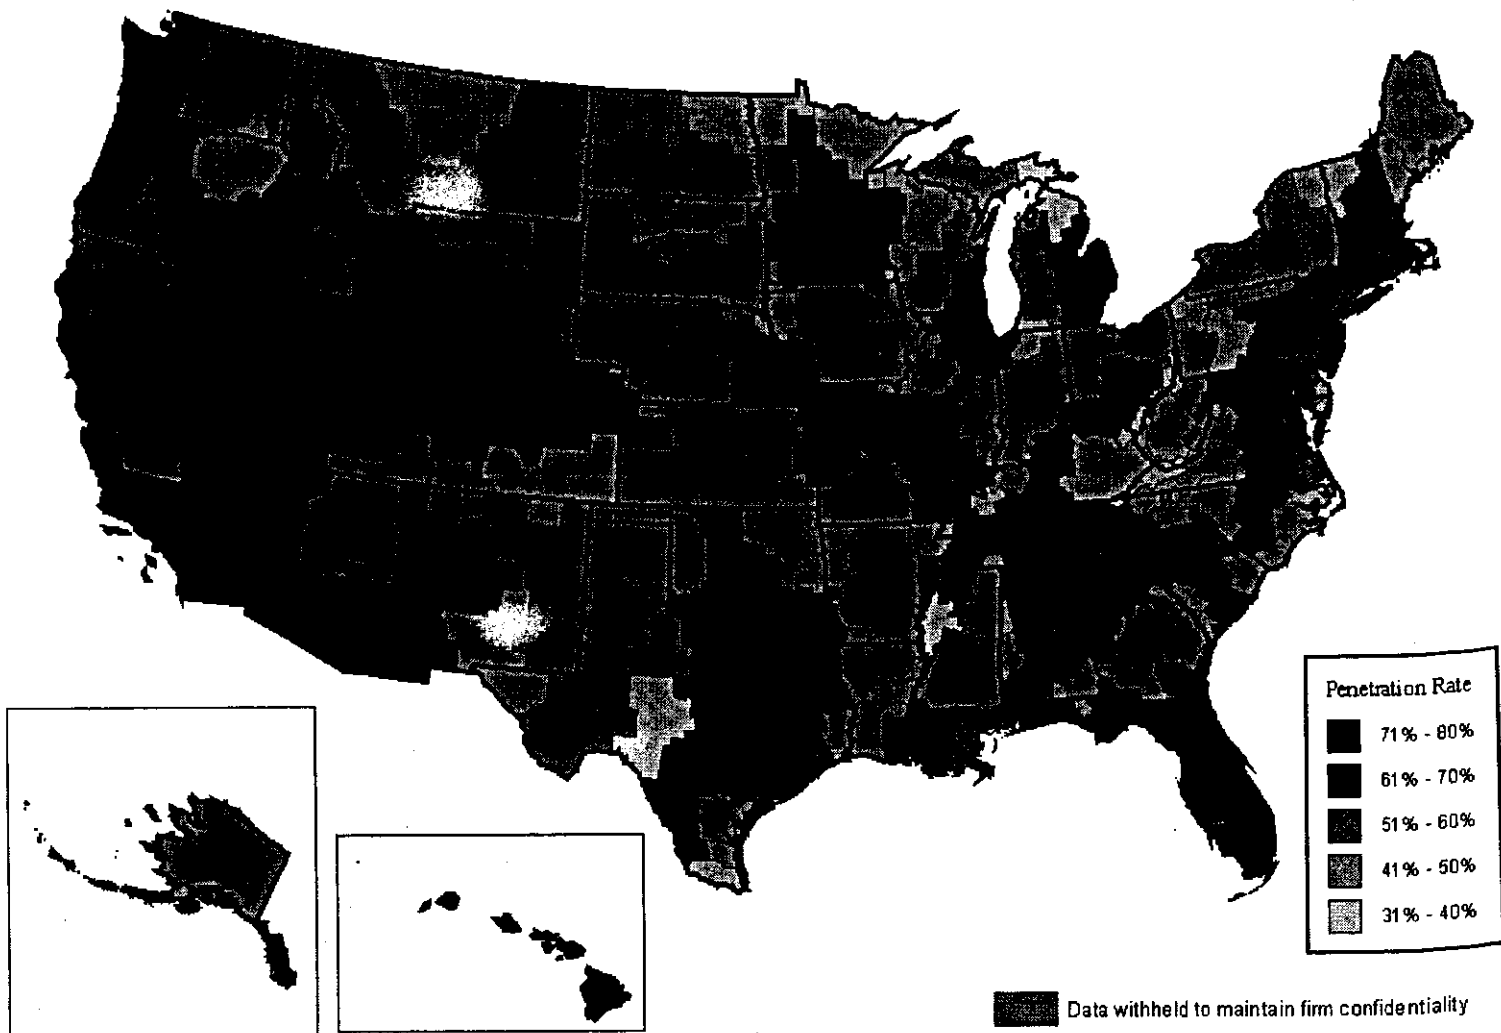 Penetration Rate
71% - 80%
61% - 70%
51% - 60%
41% - 50%
31% - 40%
Data withheld to maintain firm confidentiality